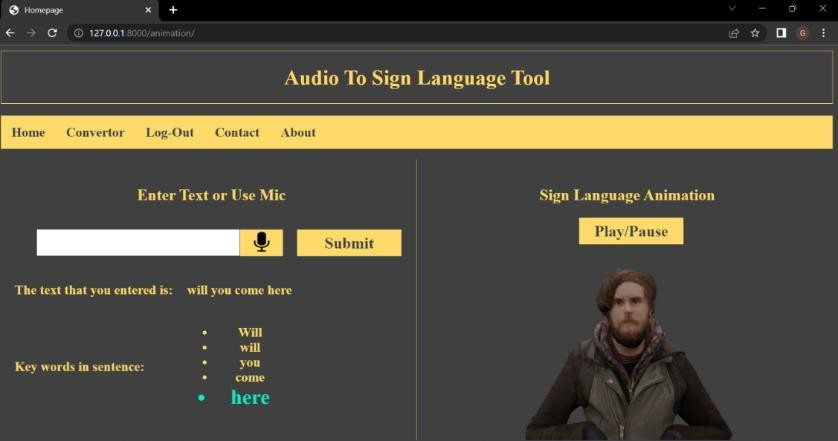 Homepage
127.0.0.1:8000/animation/
G
Audio To Sign Language Tool
Home Convertor Log-Out Contact About
Enter Text or Use Mic
Submit
The text that you entered is: will you come here
Key words in sentence:
Will
will
you
come
here
Sign Language Animation
Play/Pause